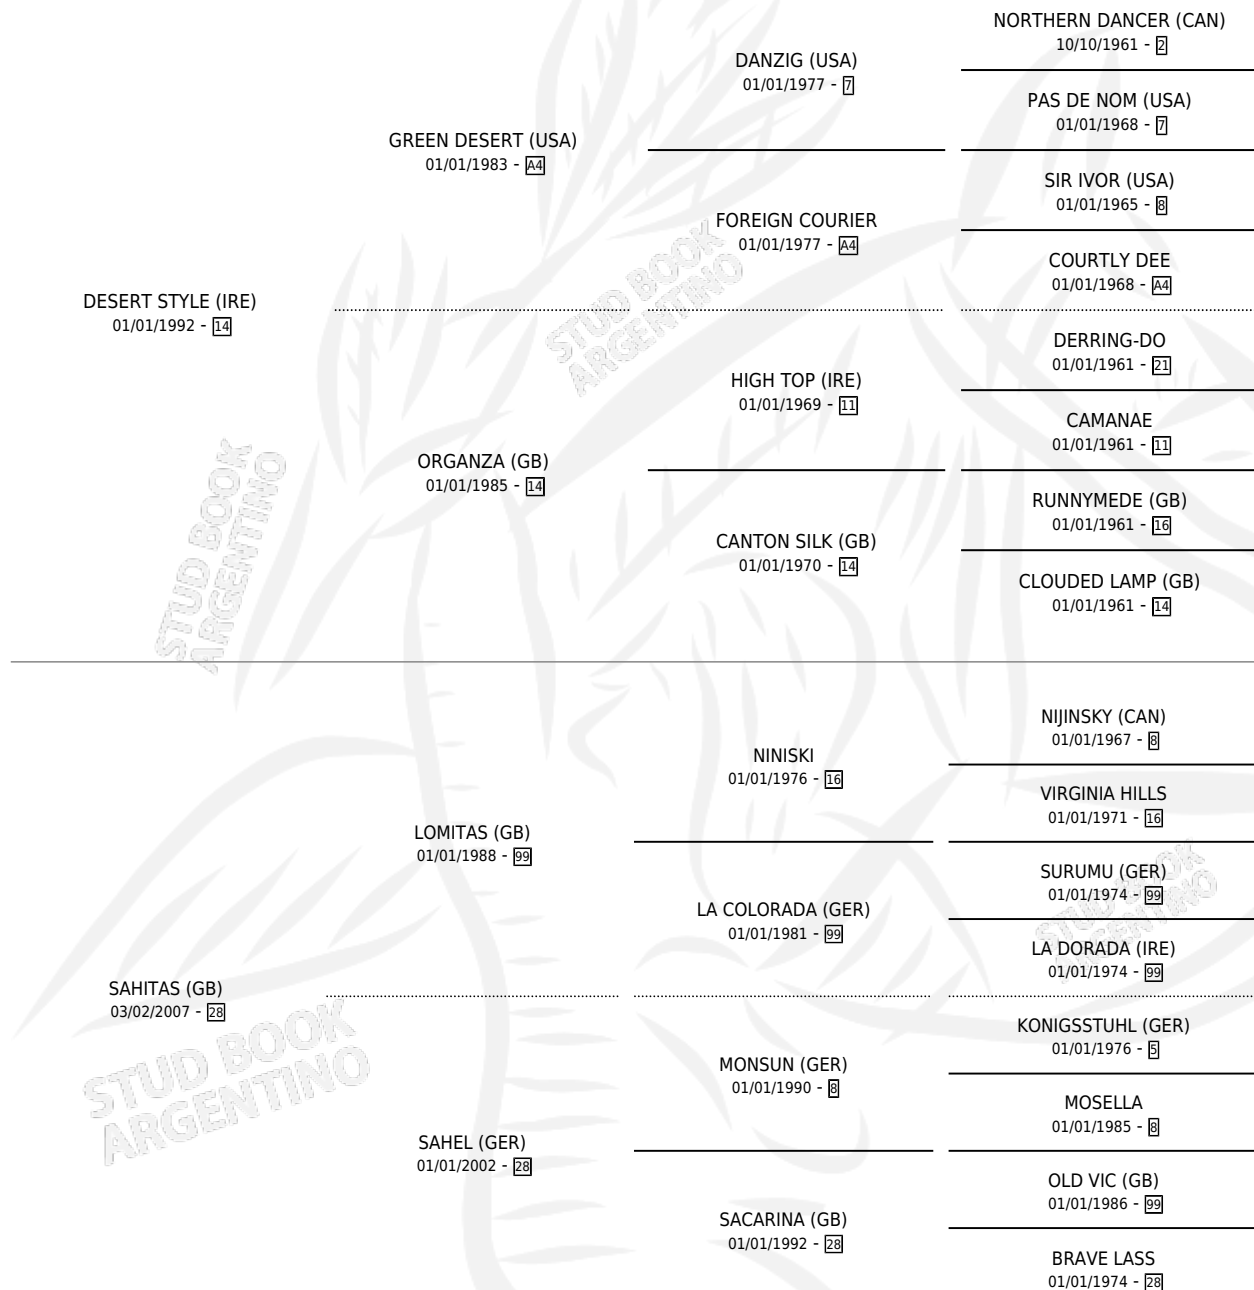 NORTHERN DANCER (CAN)
10/10/1961 - 2
DANZIG (USA)
01/01/1977 - 7
PAS DE NOM (USA)
01/01/1968 - 7
GREEN DESERT (USA)
01/01/1983 - A4
SIR IVOR (USA)
01/01/1965 - 8
FOREIGN COURIER
01/01/1977 - A4
COURTLY DEE
01/01/1968 - A4
DESERT STYLE (IRE)
01/01/1992 - 14
DERRING-DO
01/01/1961 - 21
HIGH TOP (IRE)
01/01/1969 - 11
CAMANAE
01/01/1961 - 11
ORGANZA (GB)
01/01/1985 - 14
RUNNYMEDE (GB)
01/01/1961 - 16
CANTON SILK (GB)
01/01/1970 - 14
CLOUDED LAMP (GB)
01/01/1961 - 14
NIJINSKY (CAN)
01/01/1967 - 8
NINISKI
01/01/1976 - 16
VIRGINIA HILLS
01/01/1971 - 16
LOMITAS (GB)
01/01/1988 - 99
SURUMU (GER)
01/01/1974 - 99
LA COLORADA (GER)
01/01/1981 - 99
LA DORADA (IRE)
01/01/1974 - 99
SAHITAS (GB)
03/02/2007 - 28
KONIGSSTUHL (GER)
01/01/1976 - 5
MONSUN (GER)
01/01/1990 - 8
MOSELLA
01/01/1985 - 8
SAHEL (GER)
01/01/2002 - 28
OLD VIC (GB)
01/01/1986 - 99
SACARINA (GB)
01/01/1992 - 28
BRAVE LASS
01/01/1974 - 28
STUD BOOK
ARGENTINO
STUD BOOK
ARGENTINO
STUD BOOK
ARGENTINO
STUD BOOK
ARGENTINO